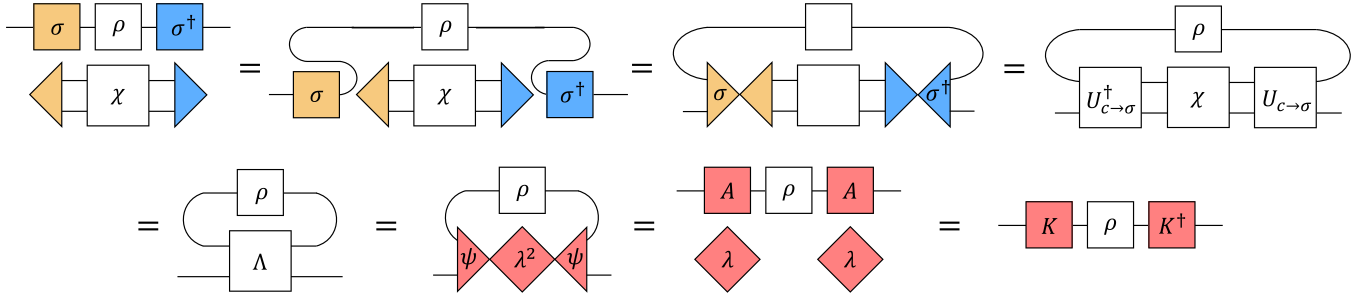 σ ρ σ†
χ
= ρ
σ χ σ†
=
σ σ†
= ρ
U†c→σ χ Uc→σ
= ρ
Λ
= ρ
ψ λ² ψ
= A ρ A
λ λ
= K ρ K†